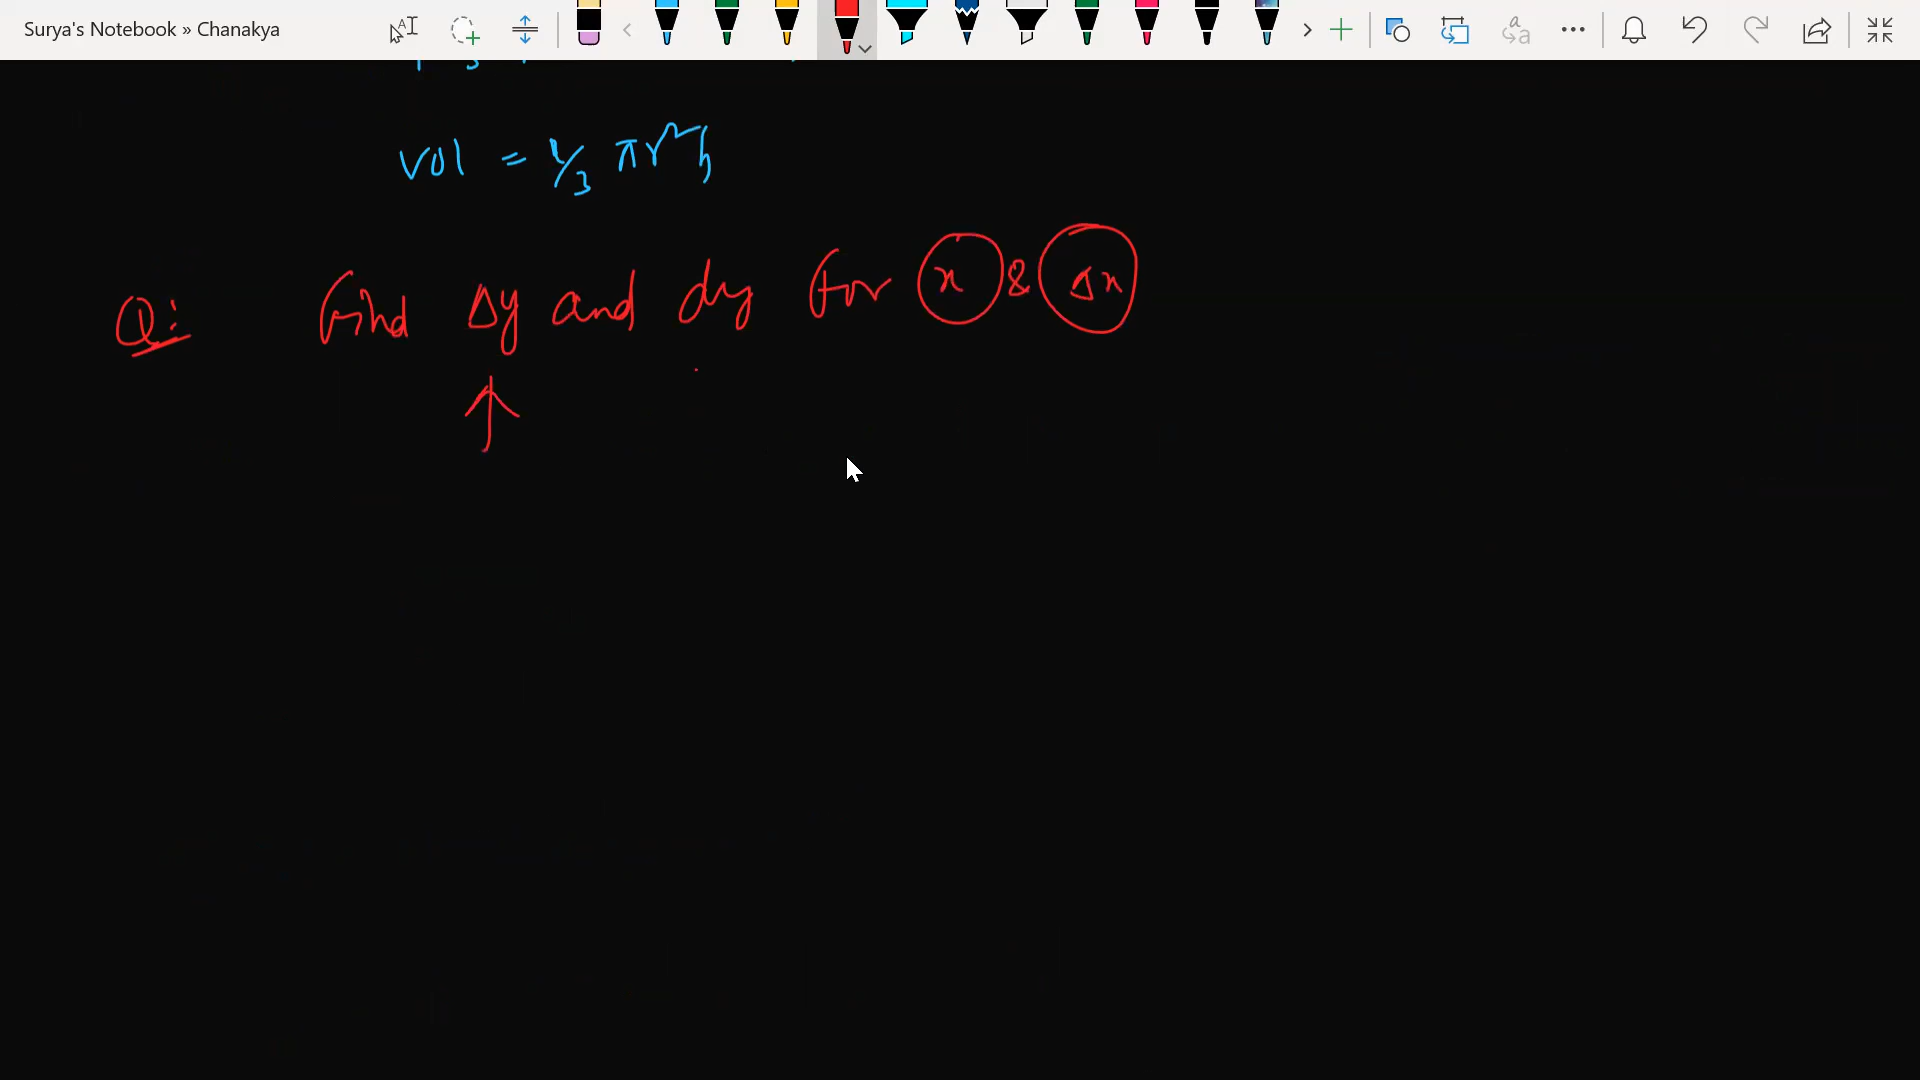 Surya's Notebook » Chanakya
vol = 1/3 πr²h
Q: Find Δy and dy for x & Δx